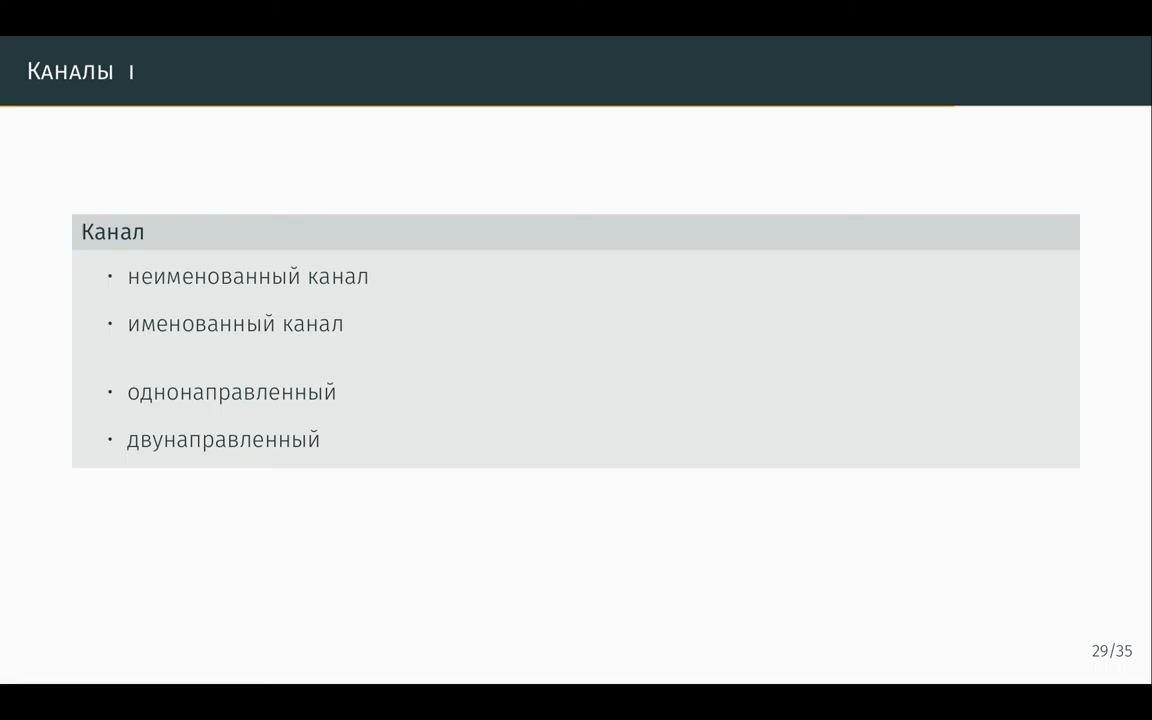 Каналы I
Канал
• неименованный канал
• именованный канал
• однонаправленный
• двунаправленный
29/35